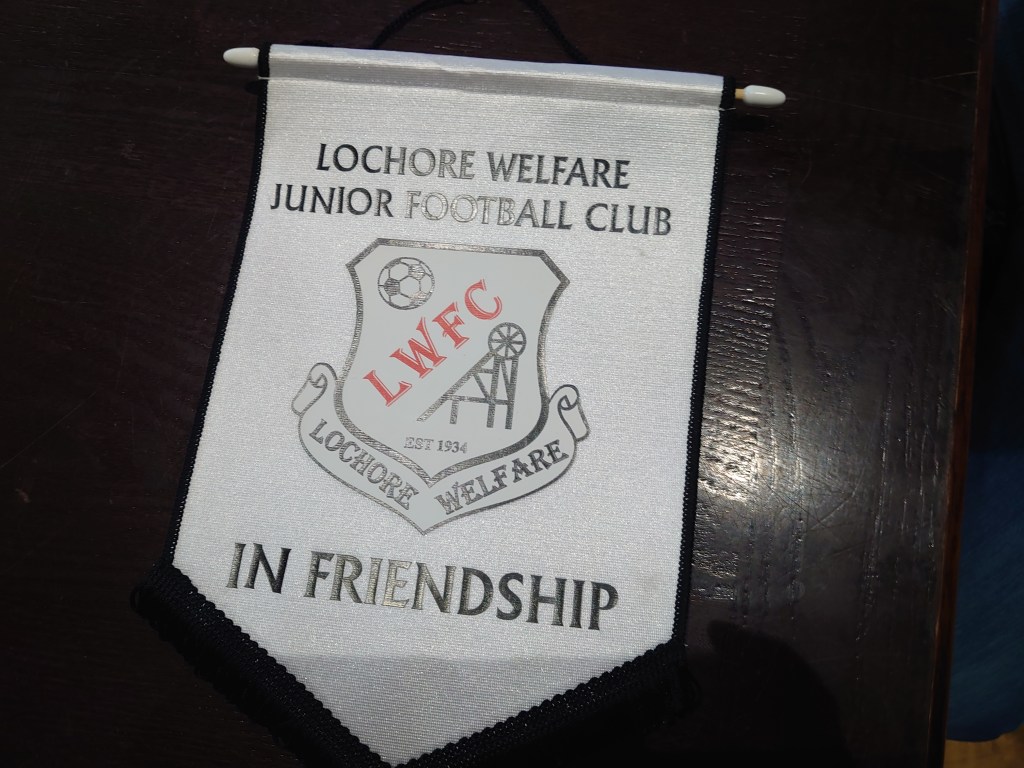 LOCHORE WELFARE
JUNIOR FOOTBALL CLUB
LWFC
EST 1934
LOCHORE WELFARE
IN FRIENDSHIP